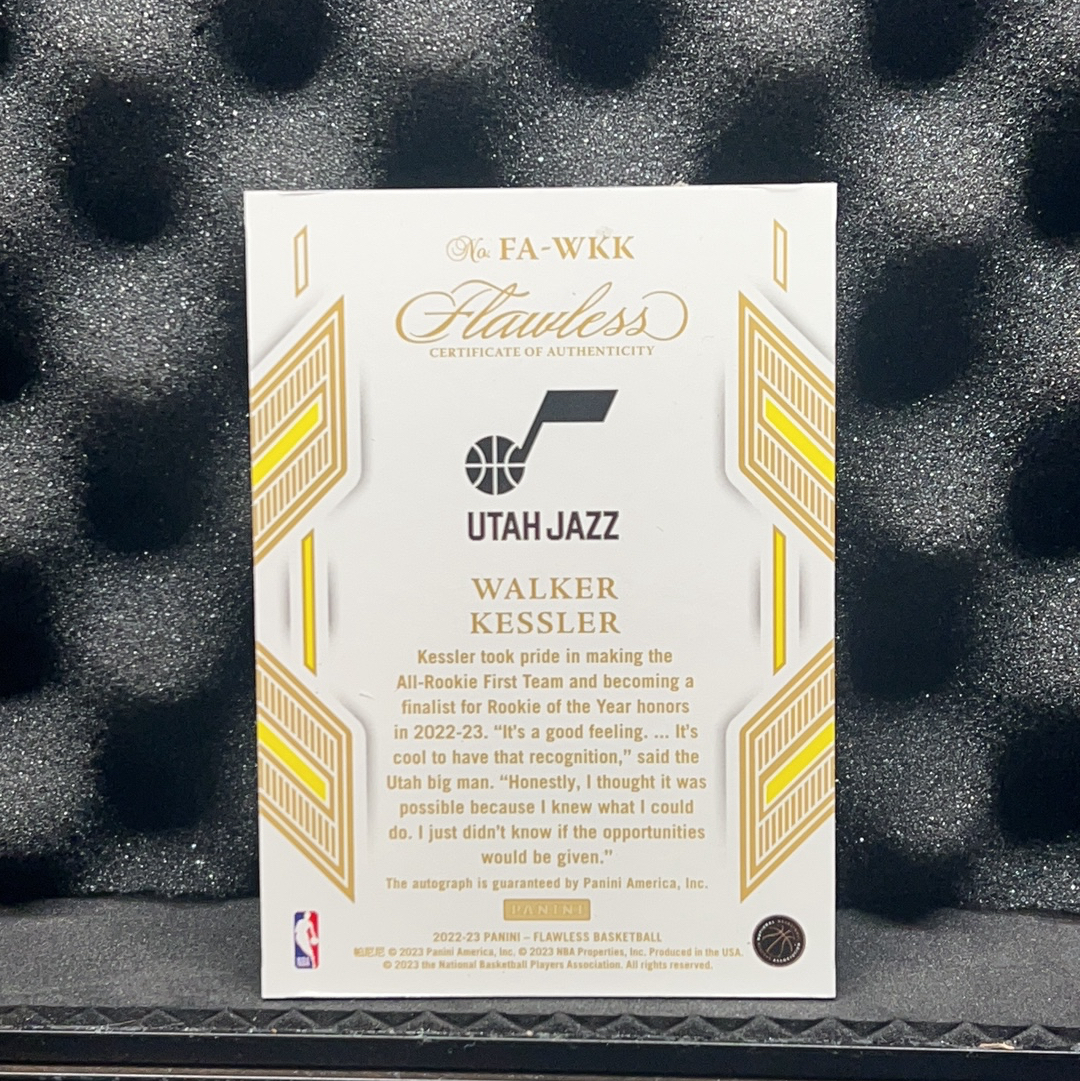 No. FA-WKK
Flawless
CERTIFICATE OF AUTHENTICITY
UTAH JAZZ
WALKER
KESSLER
Kessler took pride in making the
All-Rookie First Team and becoming a
finalist for Rookie of the Year honors
in 2022-23. “It's a good feeling. ... It's
cool to have that recognition,” said the
Utah big man. “Honestly, I thought it was
possible because I knew what I could
do. I just didn't know if the opportunities
would be given.”
The autograph is guaranteed by Panini America, Inc.
PANINI
2022-23 PANINI – FLAWLESS BASKETBALL
帕尼尼 © 2023 Panini America, Inc. © 2023 NBA Properties, Inc. Produced in the USA.
© 2023 the National Basketball Players Association. All rights reserved.
NBA